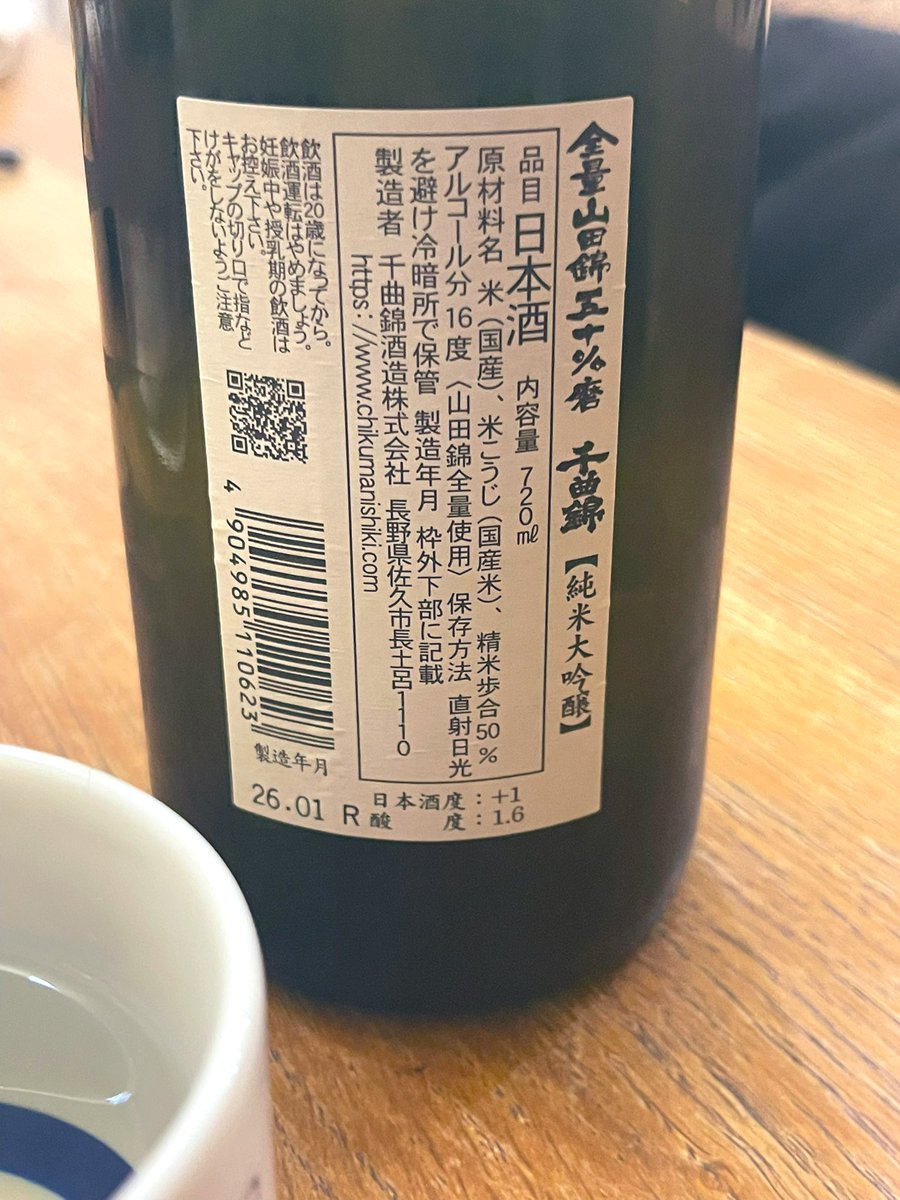 全量山田錦五十%磨 千曲錦【純米大吟醸】
品目 日本酒 内容量 720㎖
原材料名 米（国産）、米こうじ（国産米）、精米歩合50%
アルコール分 16度〈山田錦全量使用〉保存方法 直射日光
を避け冷暗所で保管 製造年月 枠外下部に記載
製造者 千曲錦酒造株式会社 長野県佐久市長土呂1110
https://www.chikumanishiki.com
飲酒は20歳になってから。
飲酒運転はやめましょう。
妊娠中や授乳期の飲酒は
お控え下さい。
キャップの切り口で指など
けがをしないようご注意
下さい。
4 904985 110623
製造年月
26.01 R
日本酒度：+1
酸度：1.6